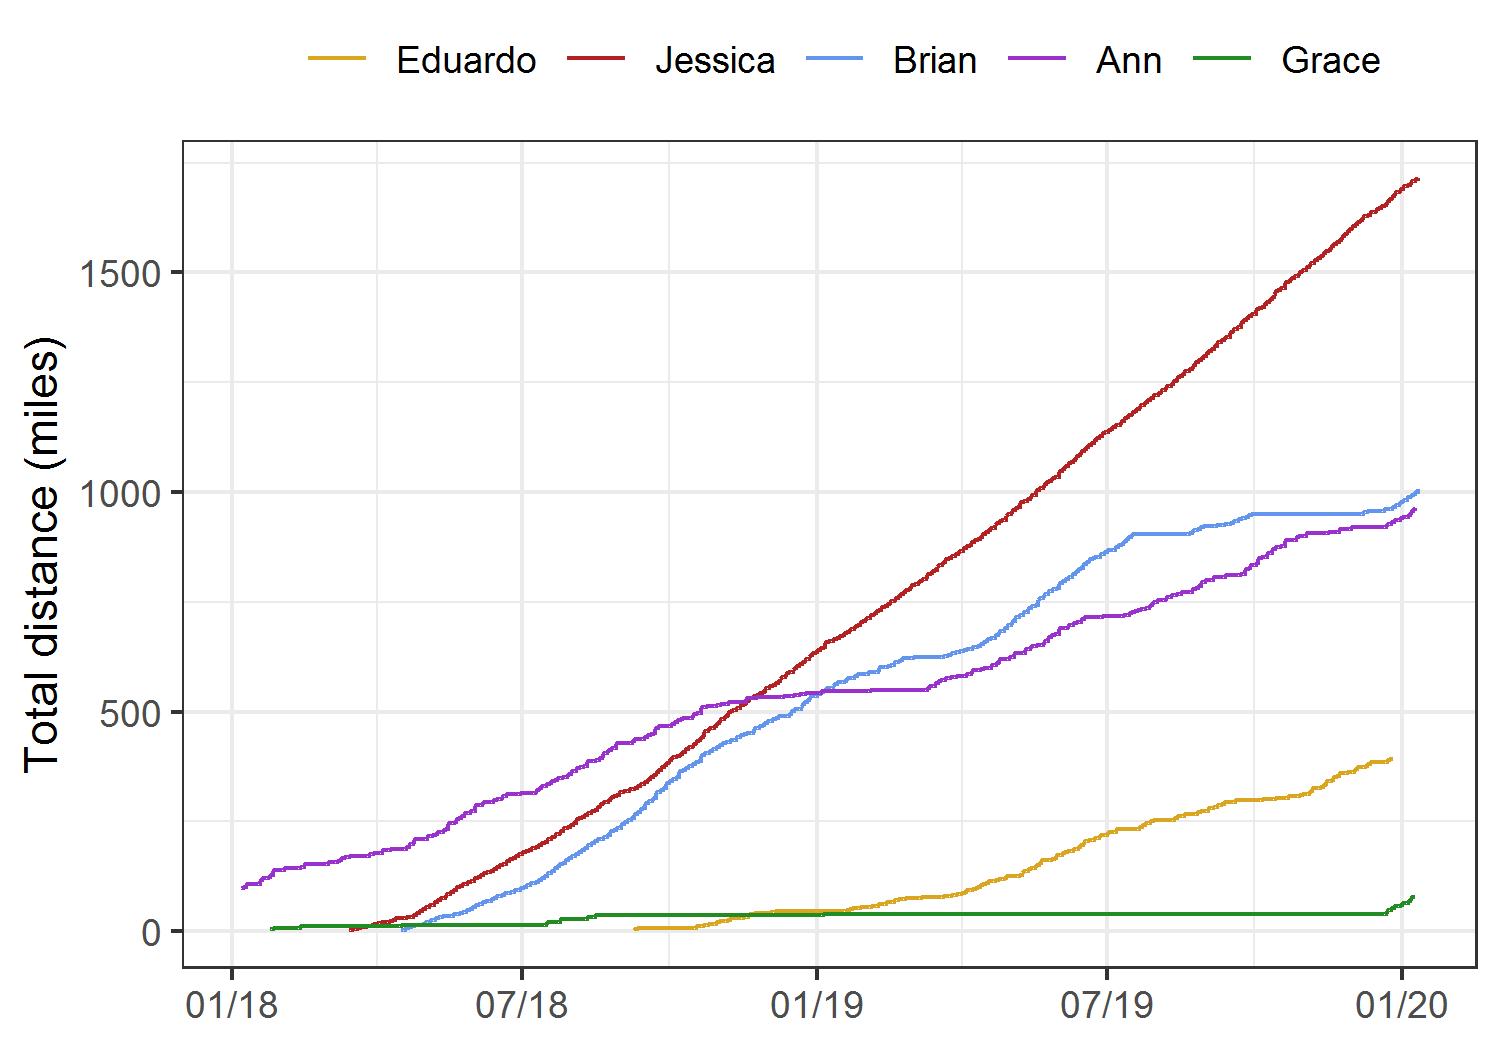 Eduardo Jessica Brian Ann Grace
Total distance (miles)
1500
1000
500
0
01/18 07/18 01/19 07/19 01/20